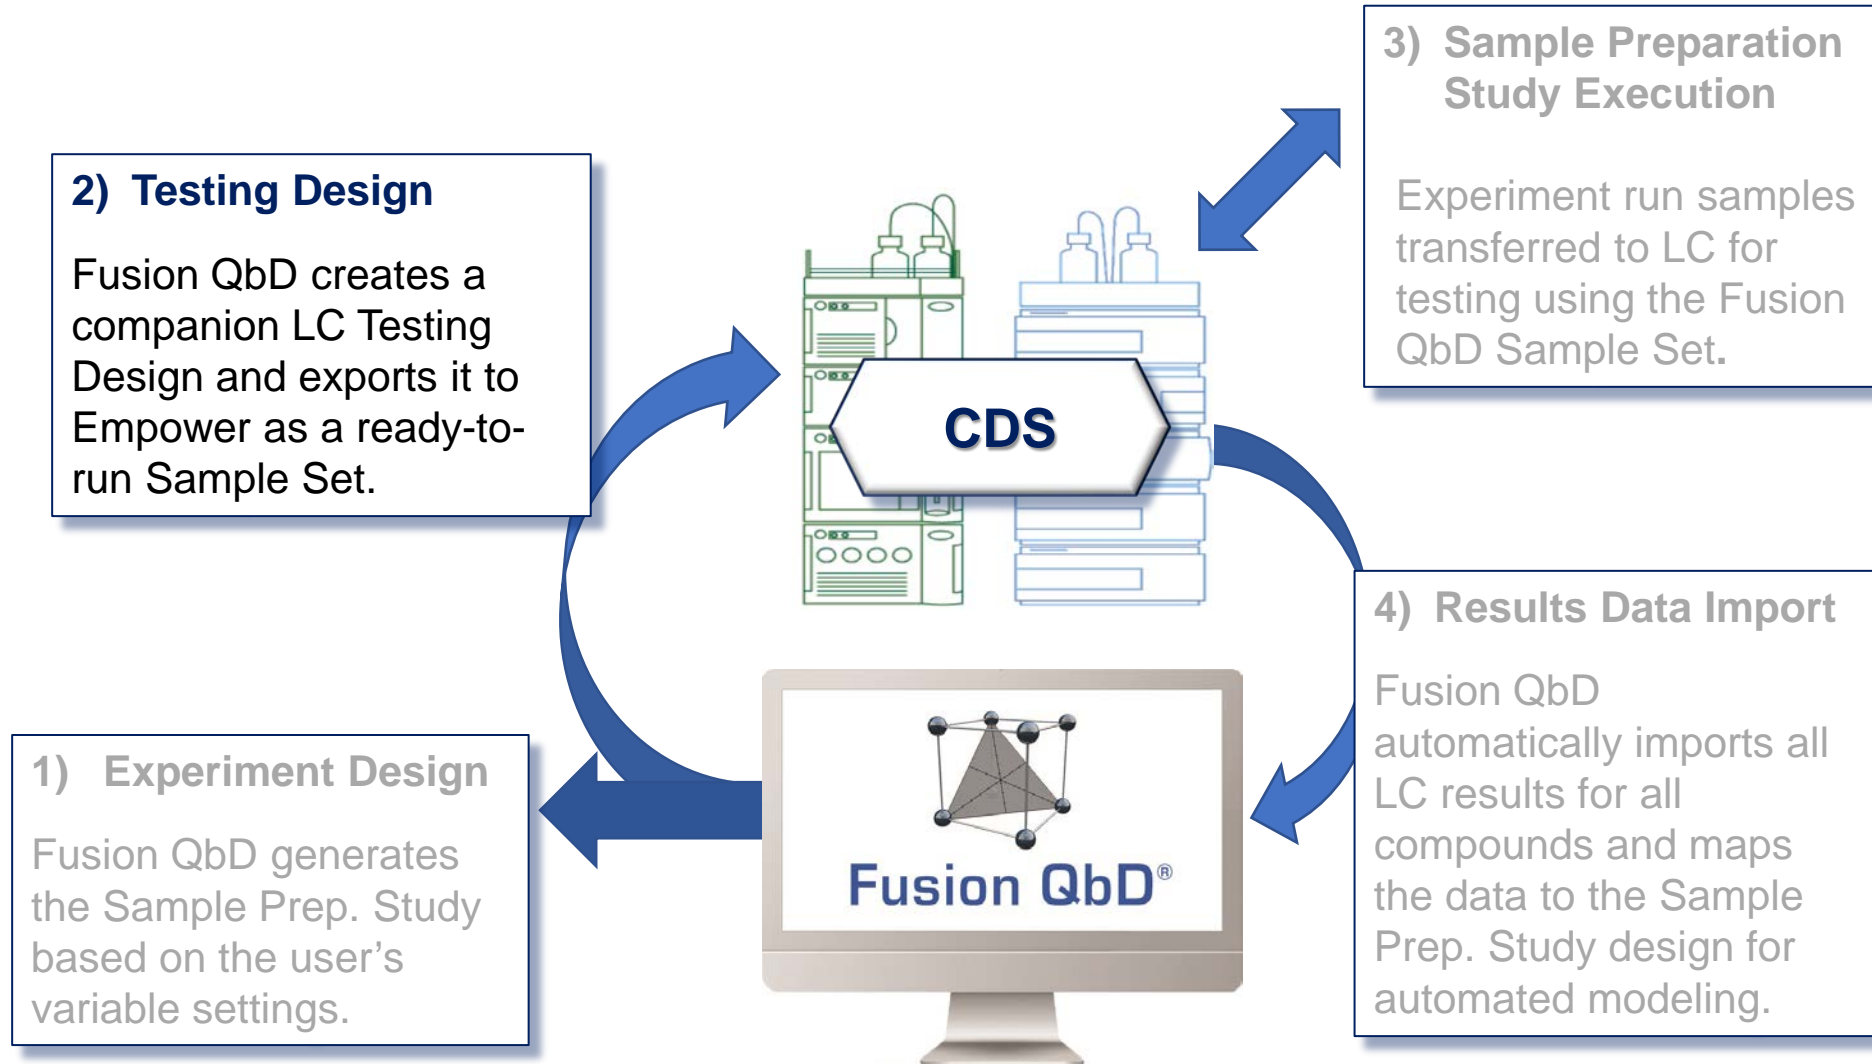 3) Sample Preparation
Study Execution
Experiment run samples
transferred to LC for
testing using the Fusion
QbD Sample Set.
2) Testing Design
Fusion QbD creates a
companion LC Testing
Design and exports it to
Empower as a ready-to-
run Sample Set.
CDS
4) Results Data Import
Fusion QbD
automatically imports all
LC results for all
compounds and maps
the data to the Sample
Prep. Study design for
automated modeling.
1) Experiment Design
Fusion QbD generates
the Sample Prep. Study
based on the user’s
variable settings.
Fusion QbD®